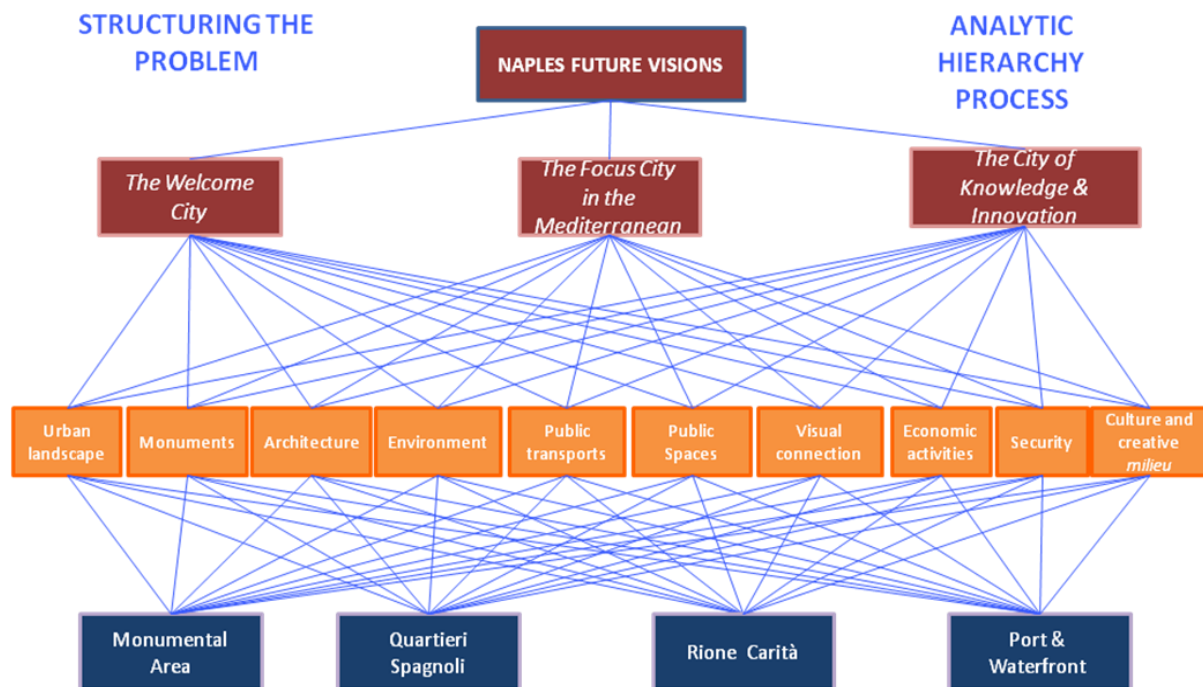 STRUCTURING THE
PROBLEM
ANALYTIC
HIERARCHY
PROCESS
NAPLES FUTURE VISIONS
The Welcome
City
The Focus City
in the
Mediterranean
The City of
Knowledge &
Innovation
Urban
landscape
Monuments
Architecture
Environment
Public
transports
Public
Spaces
Visual
connection
Economic
activities
Security
Culture and
creative
milieu
Monumental
Area
Quartieri
Spagnoli
Rione Carità
Port &
Waterfront